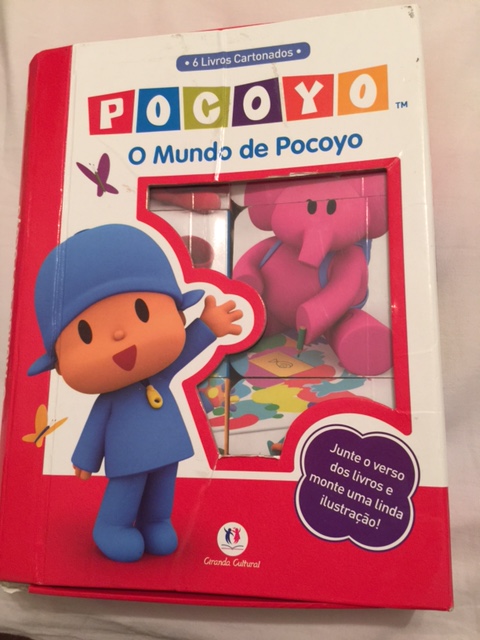 • 6 Livros Cartonados •
POCOYO™
O Mundo de Pocoyo
Junte o verso
dos livros e
monte uma linda
ilustração!
Ciranda Cultural